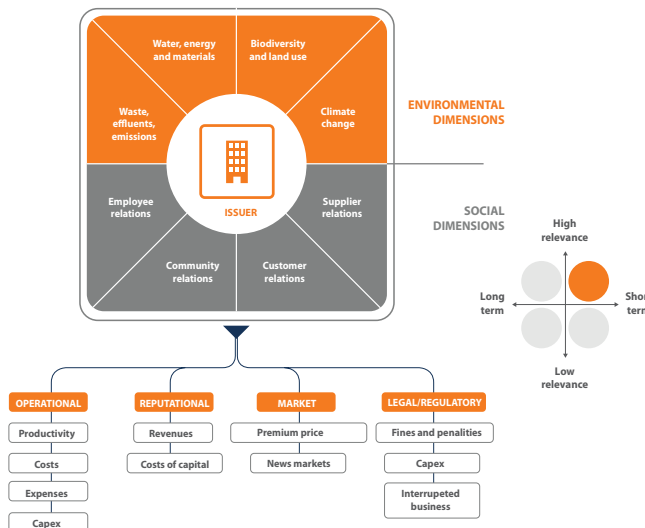 Water, energy
and materials
Biodiversity
and land use
Waste,
effluents,
emissions
Climate
change
ENVIRONMENTAL
DIMENSIONS
ISSUER
Employee
relations
Supplier
relations
Community
relations
Customer
relations
SOCIAL
DIMENSIONS
High
relevance
Long
term
Short
term
Low
relevance
OPERATIONAL
Productivity
Costs
Expenses
Capex
REPUTATIONAL
Revenues
Costs of capital
MARKET
Premium price
News markets
LEGAL/REGULATORY
Fines and penalities
Capex
Interrupeted
business